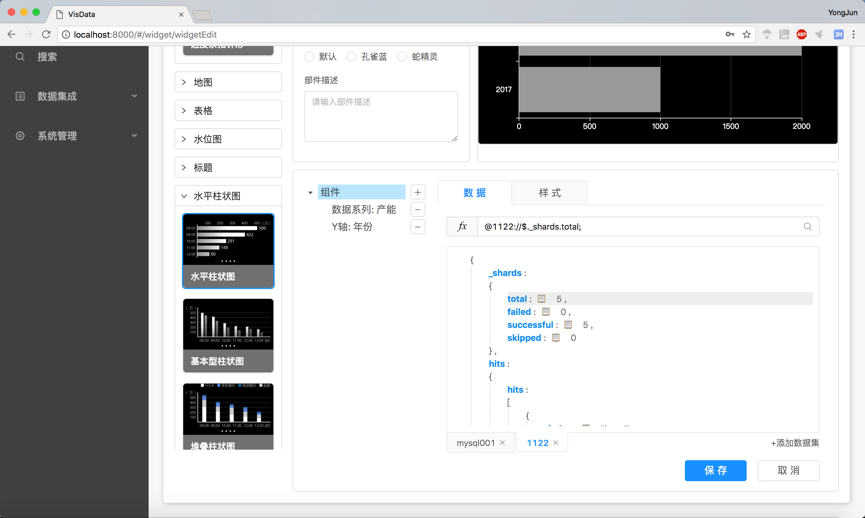 VisData
YongJun
localhost:8000/#/widget/widgetEdit
ABP
JH
搜索
数据集成
系统管理
地图
表格
水位图
标题
水平柱状图
水平柱状图
基本型柱状图
堆叠柱状图
默认
孔雀蓝
蛇精灵
部件描述
请输入部件描述
2017
0
500
1000
1500
2000
组件
数据系列: 产能
Y轴: 年份
数 据
样 式
fx
@1122://$._shards.total;
{
_shards :
{
total : 5 ,
failed : 0 ,
successful : 5 ,
skipped : 0
} ,
hits :
{
hits :
[
{
mysql001 ×
1122 ×
+添加数据集
保 存
取 消